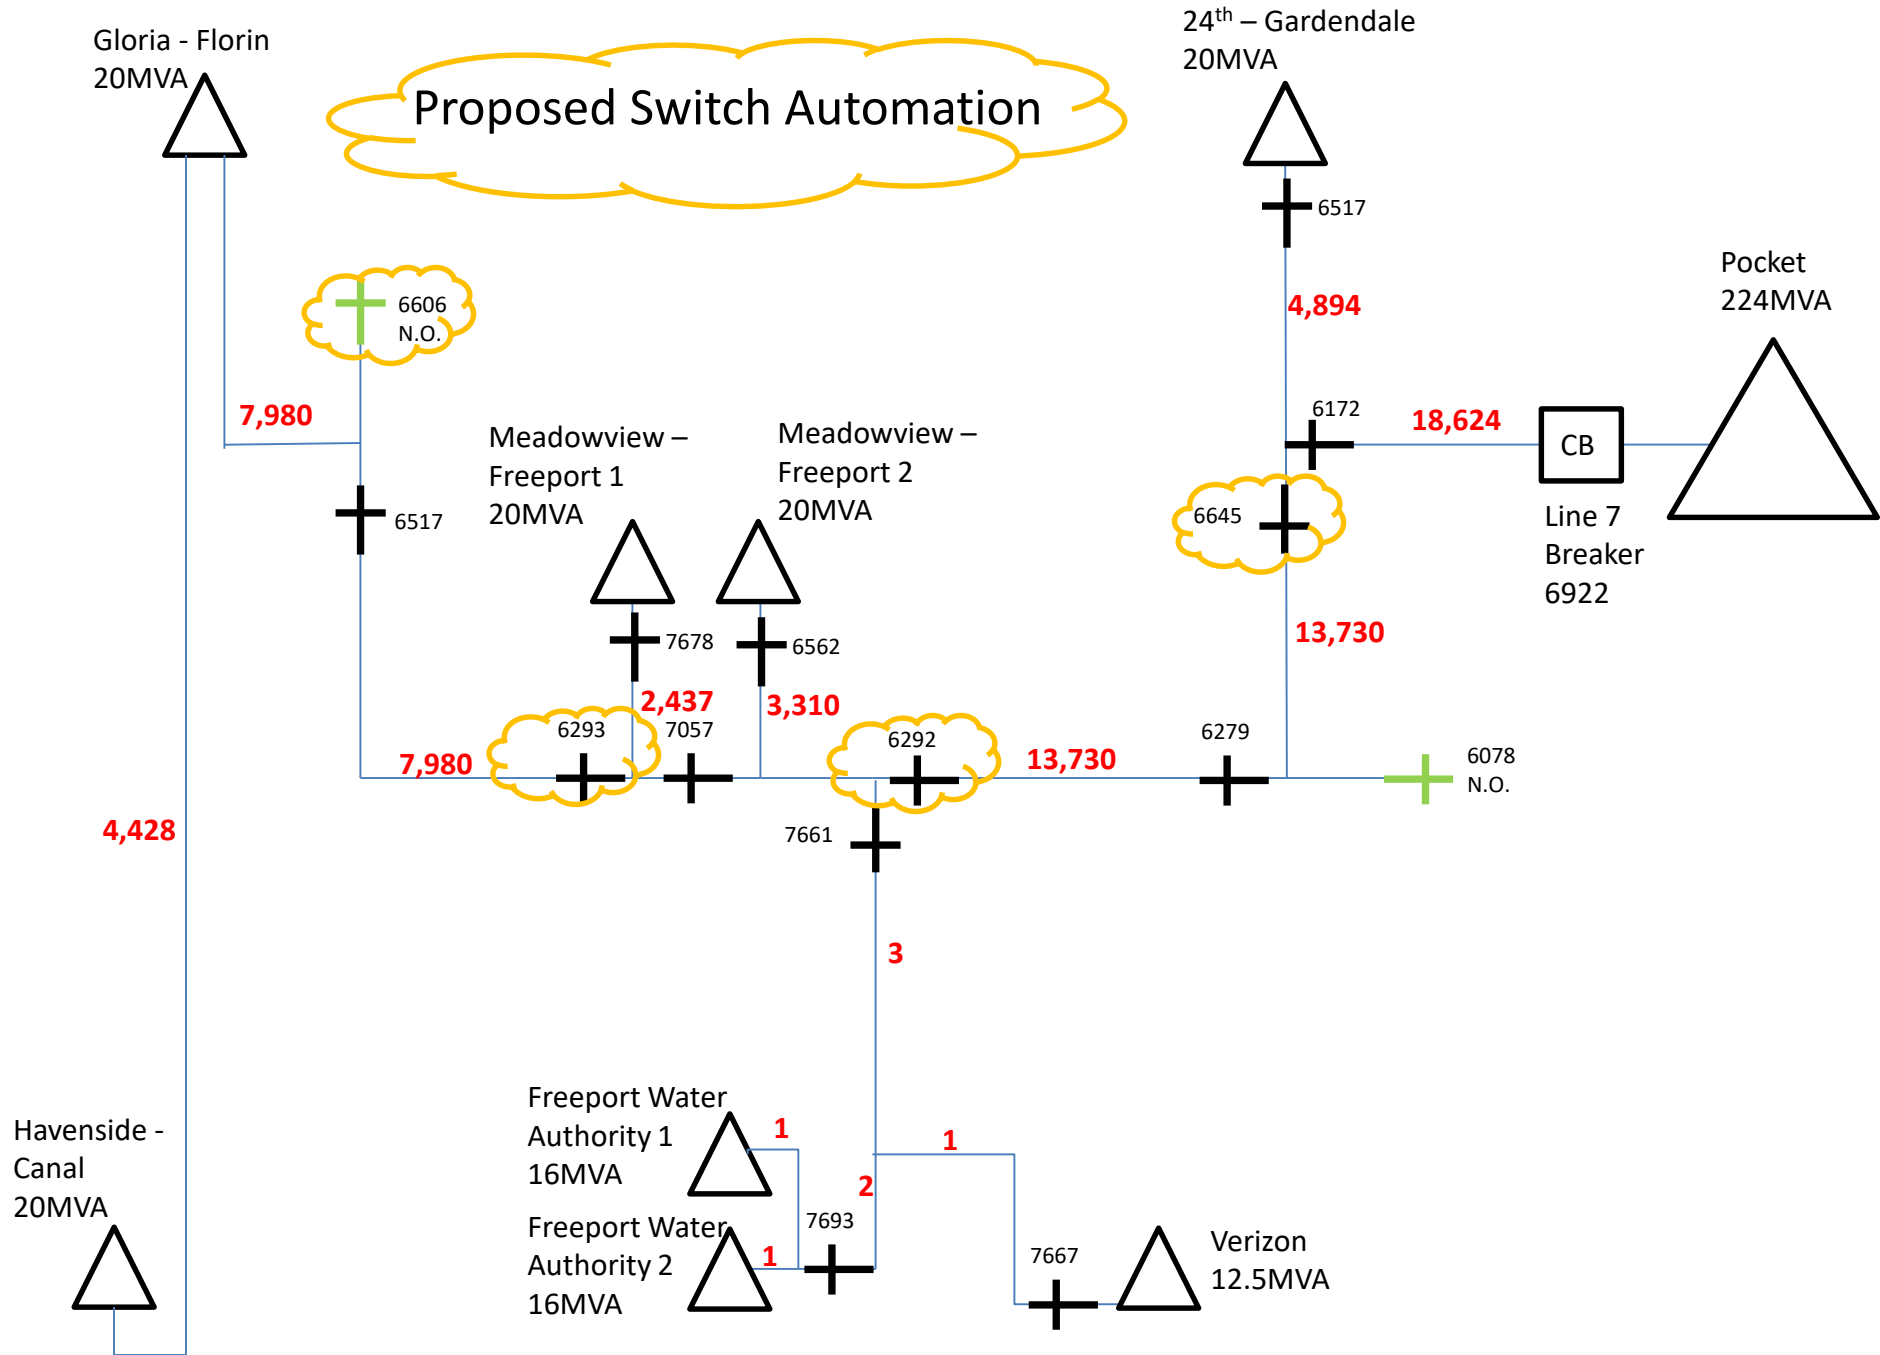 Gloria - Florin
20MVA
Proposed Switch Automation
24th – Gardendale
20MVA
6517
Pocket
224MVA
6606
N.O.
4,894
7,980
6172
18,624
CB
Line 7
Breaker
6922
Meadowview –
Freeport 1
20MVA
Meadowview –
Freeport 2
20MVA
6517
6645
7678
6562
13,730
2,437
3,310
6293
7057
6292
6279
7,980
13,730
6078
N.O.
4,428
7661
3
Freeport Water
Authority 1
16MVA
1
1
2
Havenside -
Canal
20MVA
Freeport Water
Authority 2
16MVA
1
7693
7667
Verizon
12.5MVA